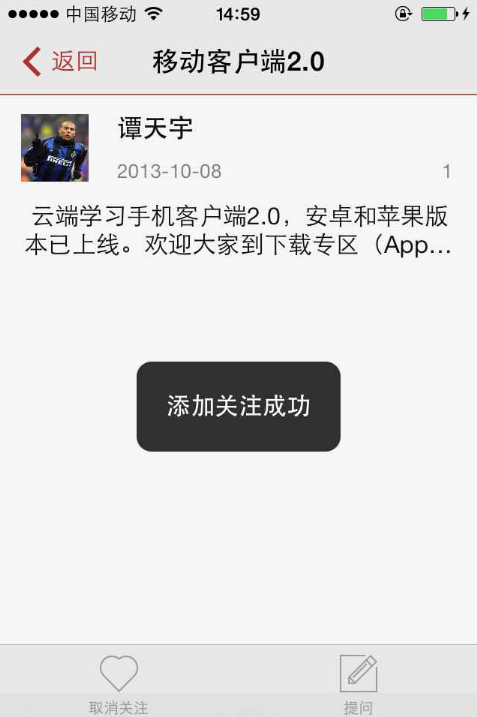 中国移动 14:59
返回 移动客户端2.0
谭天宇
2013-10-08 1
云端学习手机客户端2.0，安卓和苹果版
本已上线。欢迎大家到下载专区（App...
添加关注成功
取消关注 提问